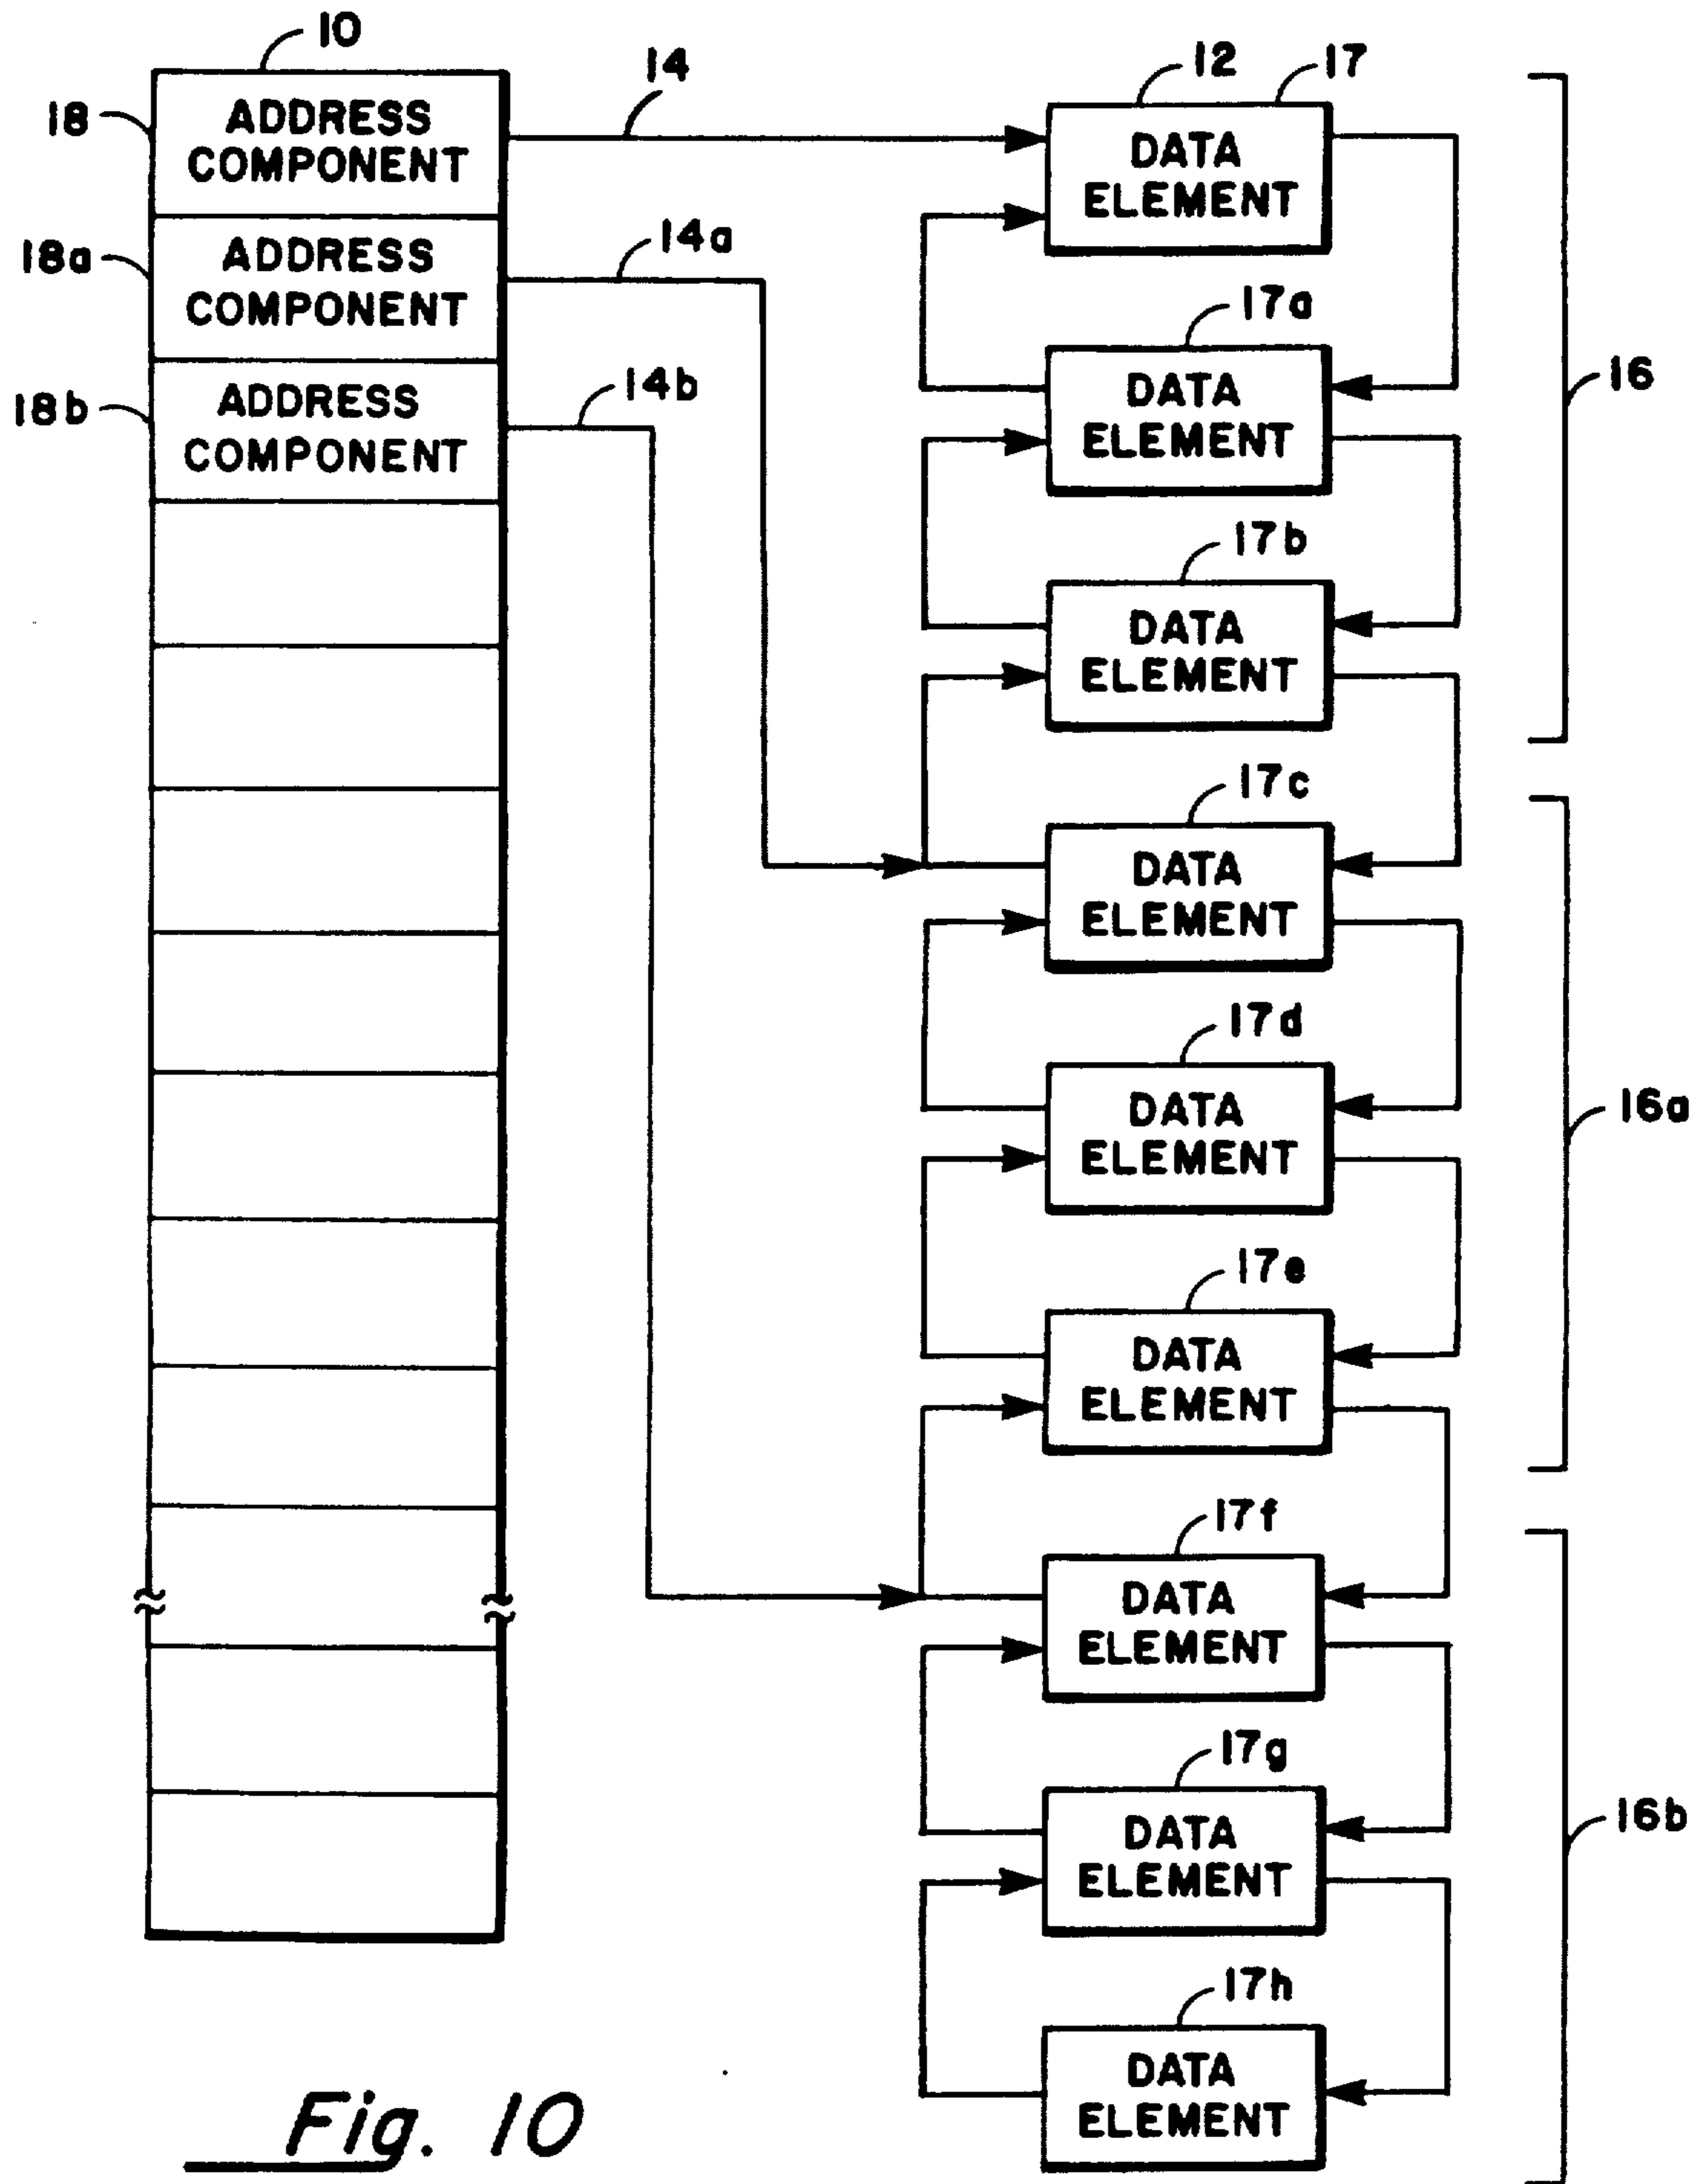 10
18
ADDRESS
COMPONENT
18a
ADDRESS
COMPONENT
18b
ADDRESS
COMPONENT
14
14a
14b
12
17
DATA
ELEMENT
17a
DATA
ELEMENT
17b
DATA
ELEMENT
16
17c
DATA
ELEMENT
17d
DATA
ELEMENT
17e
DATA
ELEMENT
16a
17f
DATA
ELEMENT
17g
DATA
ELEMENT
17h
DATA
ELEMENT
16b
Fig. 10